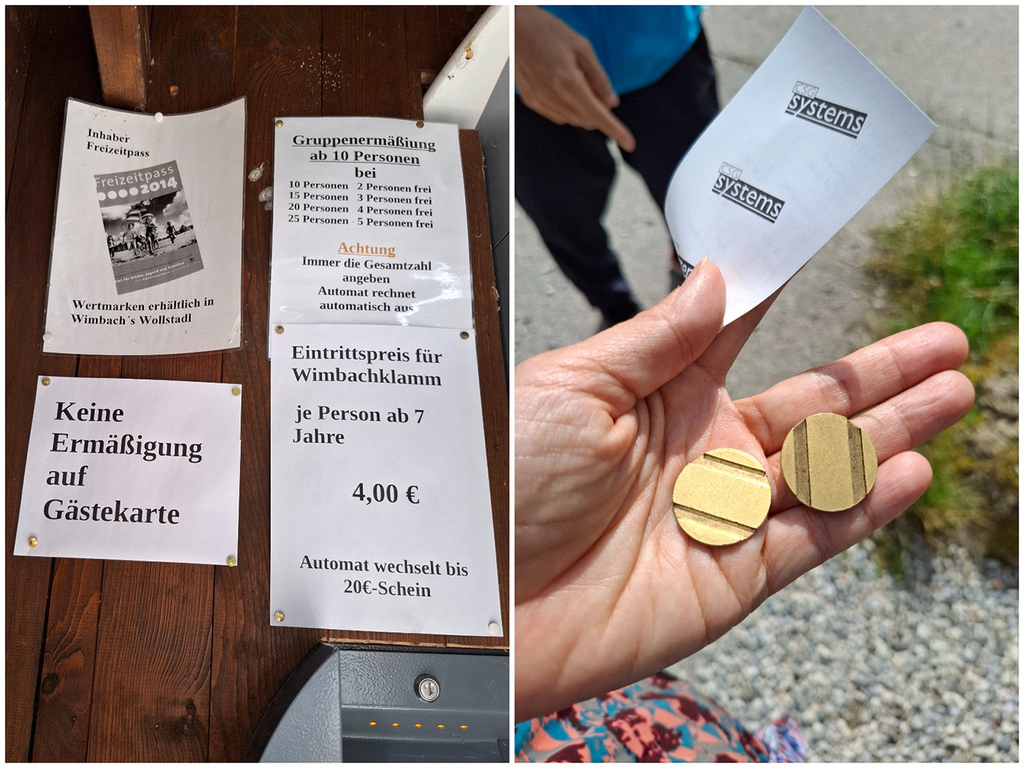 Inhaber
Freizeitpass
Freizeitpass
2014
Wertmarken erhältlich in
Wimbach´s Wollstadl
Gruppenermäßiung
ab 10 Personen
bei
10 Personen 2 Personen frei
15 Personen 3 Personen frei
20 Personen 4 Personen frei
25 Personen 5 Personen frei
Achtung
Immer die Gesamtzahl
angeben
Automat rechnet
automatisch aus
Keine
Ermäßigung
auf
Gästekarte
Eintrittspreis für
Wimbachklamm
je Person ab 7
Jahre
4,00 €
Automat wechselt bis
20€-Schein
CSG
systems
CSG
systems